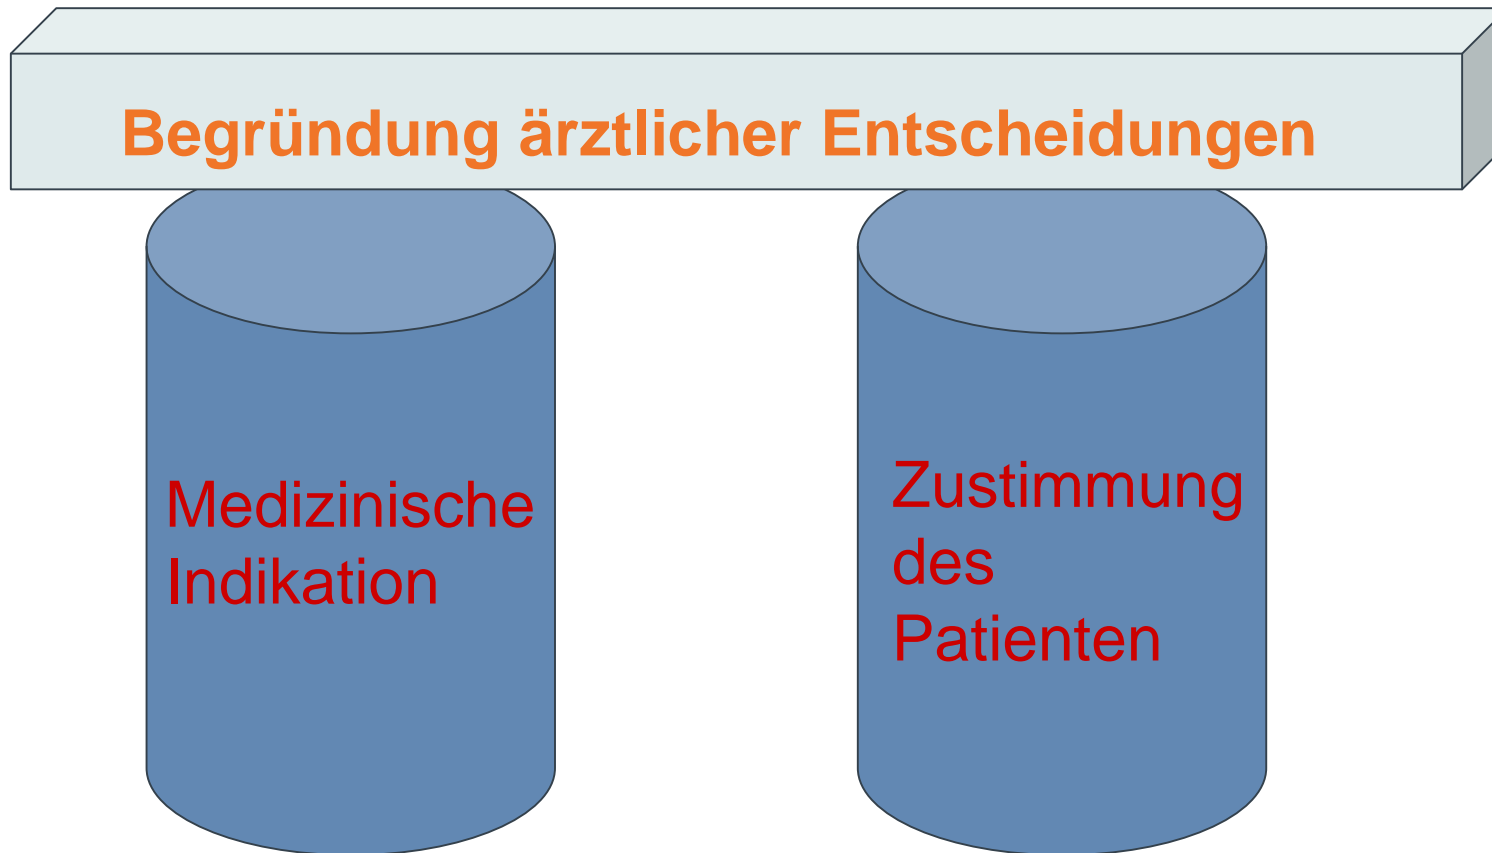 Begründung ärztlicher Entscheidungen
Medizinische
Indikation
Zustimmung
des
Patienten